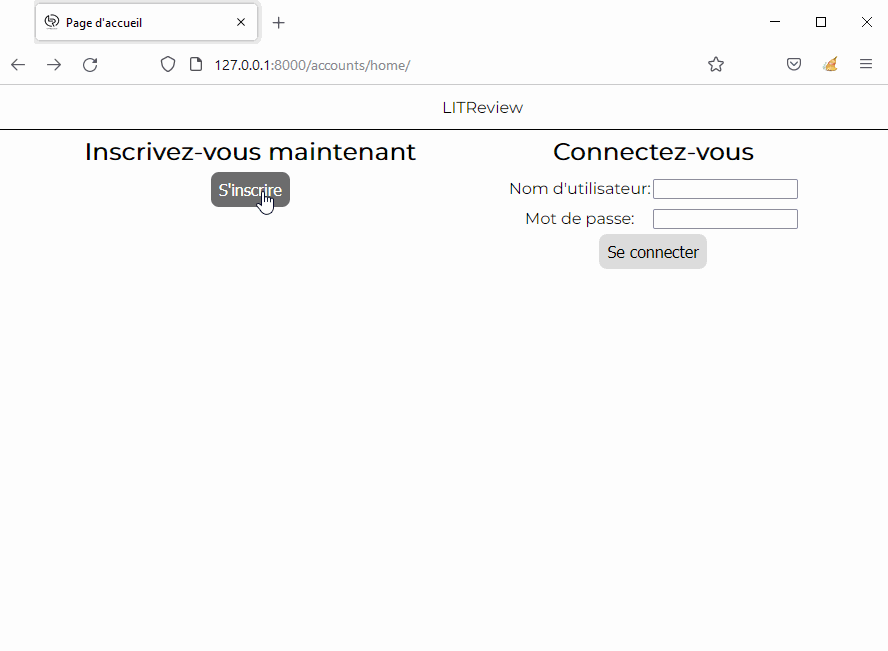 Page d'accueil
127.0.0.1:8000/accounts/home/
LITReview
Inscrivez-vous maintenant
S'inscrire
Connectez-vous
Nom d'utilisateur:
Mot de passe:
Se connecter